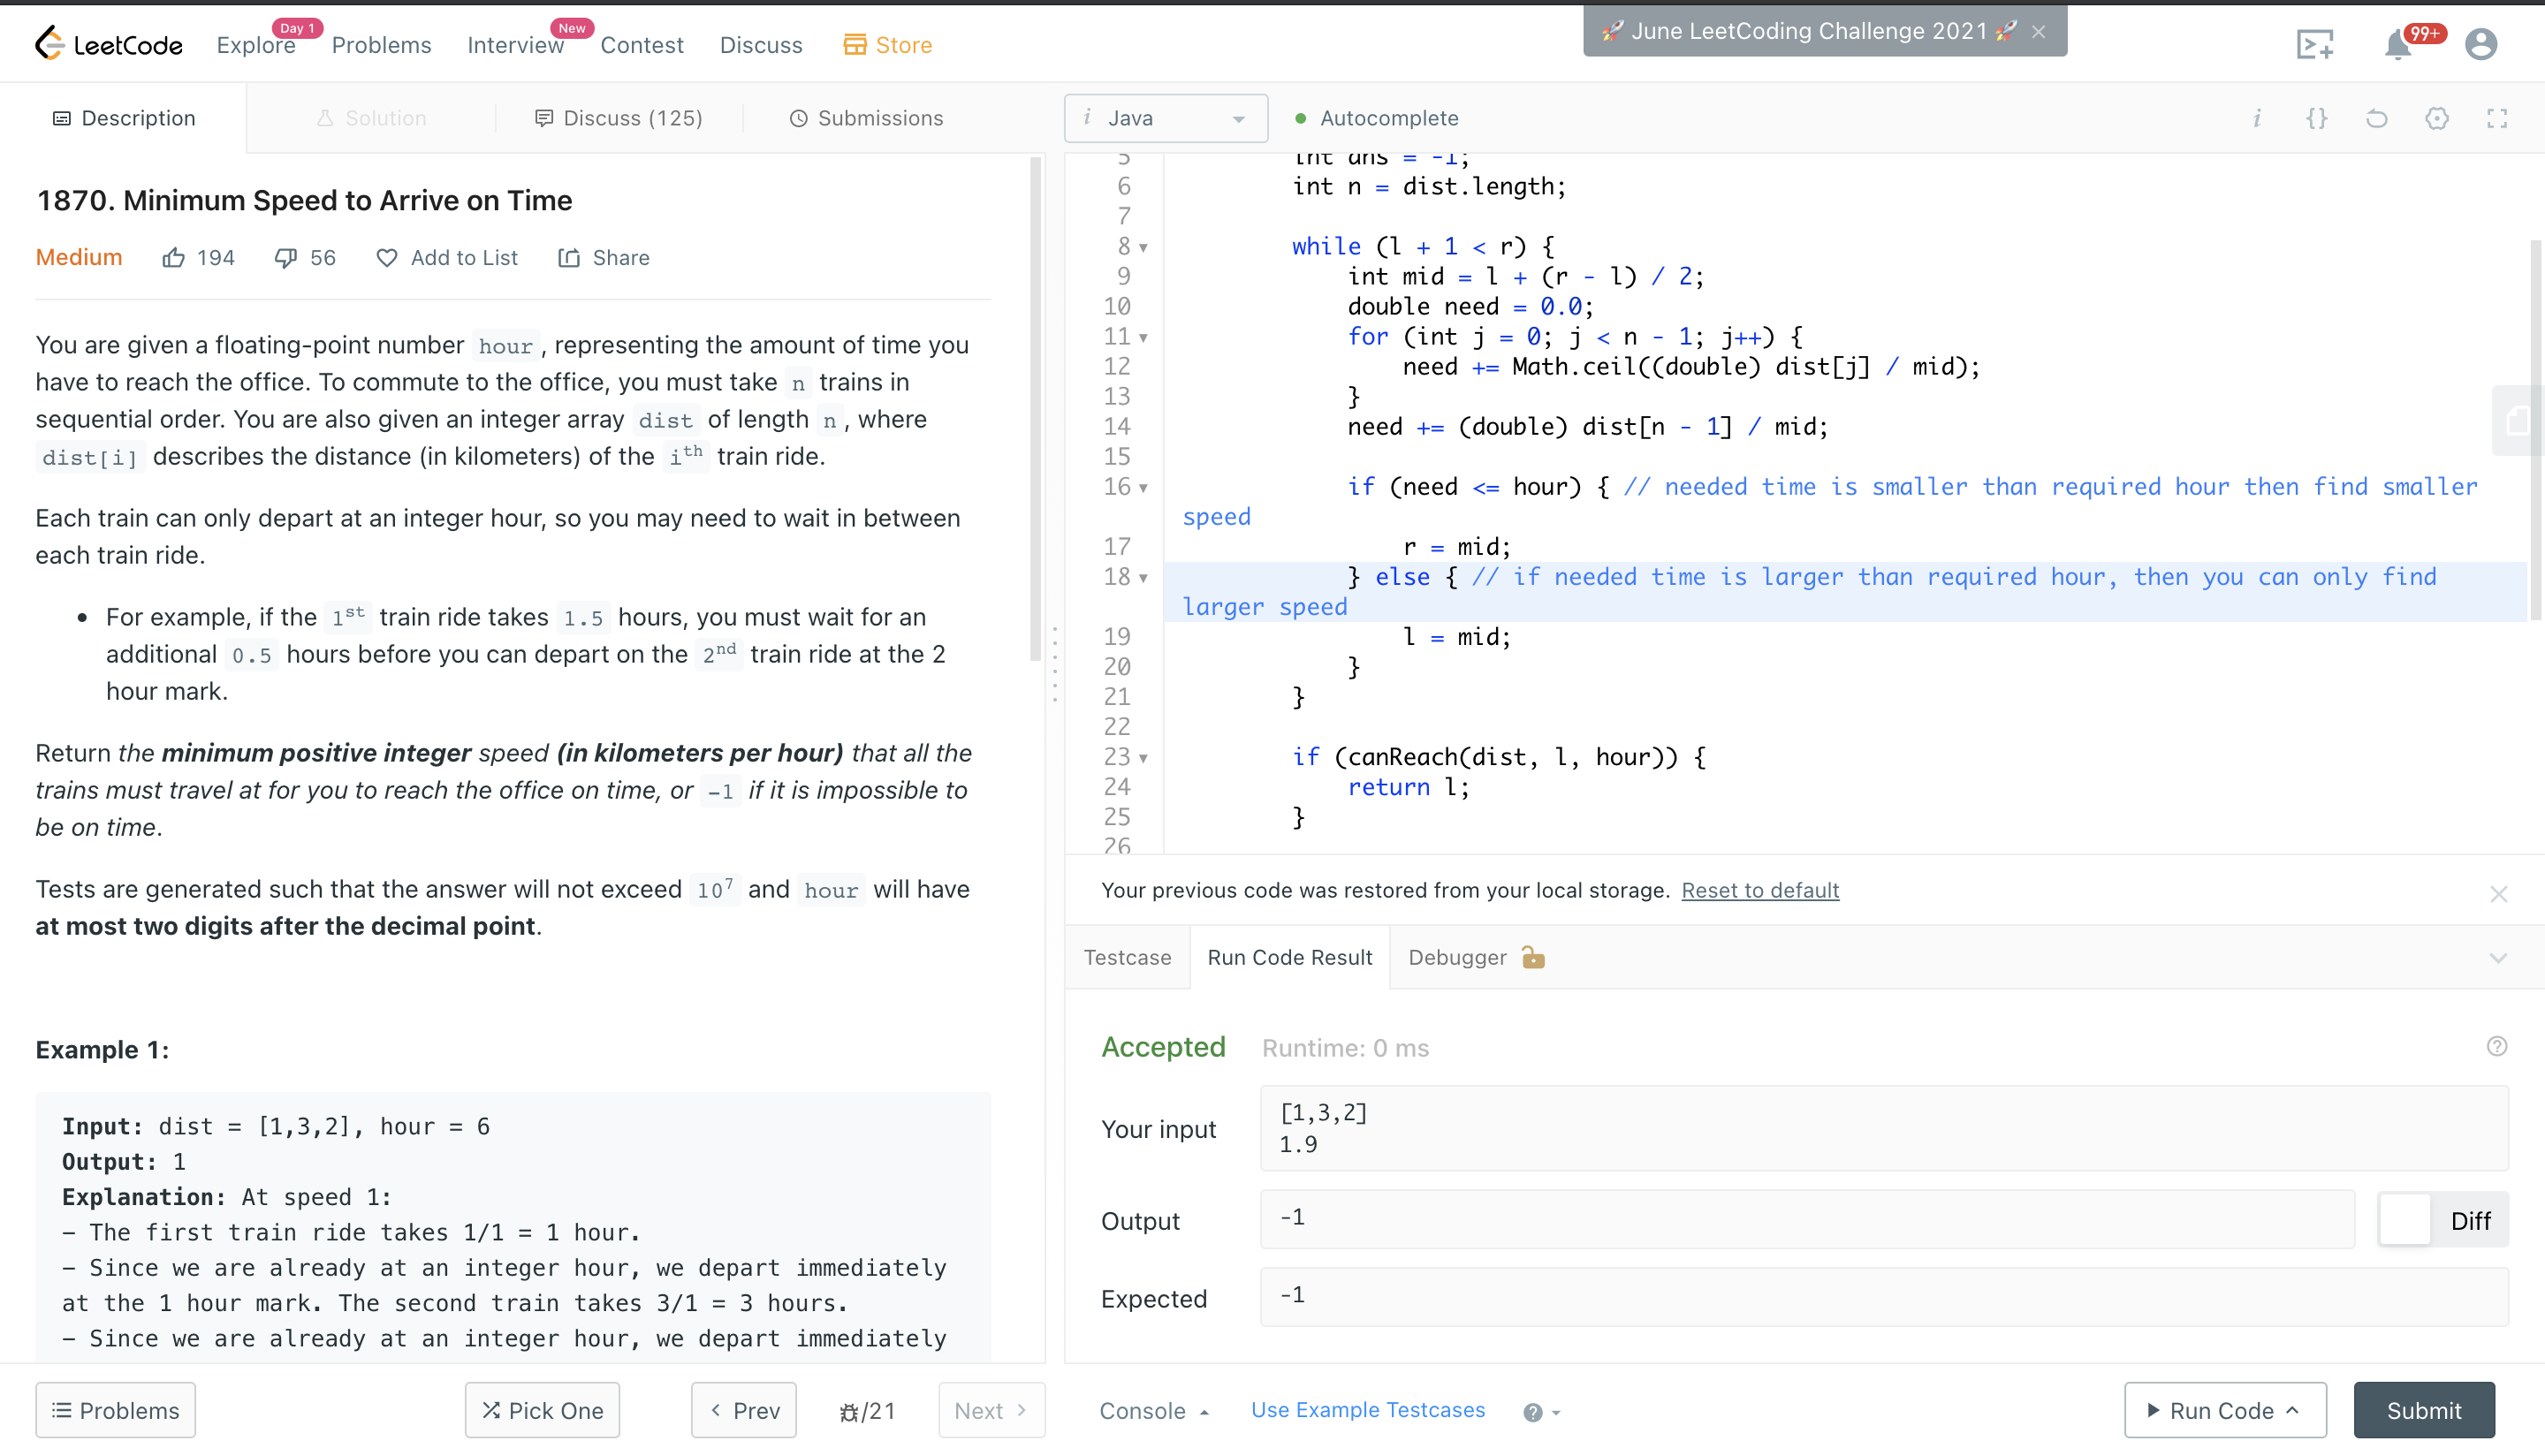 LeetCode Explore Day 1 Problems Interview New Contest Discuss Store 🚀 June LeetCoding Challenge 2021 🚀 × 99+
Description Solution Discuss (125) Submissions
i Java Autocomplete i {}
1870. Minimum Speed to Arrive on Time
Medium 194 56 Add to List Share
You are given a floating-point number hour, representing the amount of time you
have to reach the office. To commute to the office, you must take n trains in
sequential order. You are also given an integer array dist of length n, where
dist[i] describes the distance (in kilometers) of the iᵗʰ train ride.
Each train can only depart at an integer hour, so you may need to wait in between
each train ride.
• For example, if the 1ˢᵗ train ride takes 1.5 hours, you must wait for an
additional 0.5 hours before you can depart on the 2ⁿᵈ train ride at the 2
hour mark.
Return the minimum positive integer speed (in kilometers per hour) that all the
trains must travel at for you to reach the office on time, or -1 if it is impossible to
be on time.
Tests are generated such that the answer will not exceed 10⁷ and hour will have
at most two digits after the decimal point.
Example 1:
Input: dist = [1,3,2], hour = 6
Output: 1
Explanation: At speed 1:
- The first train ride takes 1/1 = 1 hour.
- Since we are already at an integer hour, we depart immediately
at the 1 hour mark. The second train takes 3/1 = 3 hours.
- Since we are already at an integer hour, we depart immediately
5 int ans = -1;
6 int n = dist.length;
7
8 while (l + 1 < r) {
9 int mid = l + (r - l) / 2;
10 double need = 0.0;
11 for (int j = 0; j < n - 1; j++) {
12 need += Math.ceil((double) dist[j] / mid);
13 }
14 need += (double) dist[n - 1] / mid;
15
16 if (need <= hour) { // needed time is smaller than required hour then find smaller
speed
17 r = mid;
18 } else { // if needed time is larger than required hour, then you can only find
larger speed
19 l = mid;
20 }
21 }
22
23 if (canReach(dist, l, hour)) {
24 return l;
25 }
26
Your previous code was restored from your local storage. Reset to default
Testcase Run Code Result Debugger
Accepted Runtime: 0 ms
Your input
[1,3,2]
1.9
Output -1 Diff
Expected -1
Problems Pick One < Prev /21 Next >
Console Use Example Testcases ? Run Code Submit